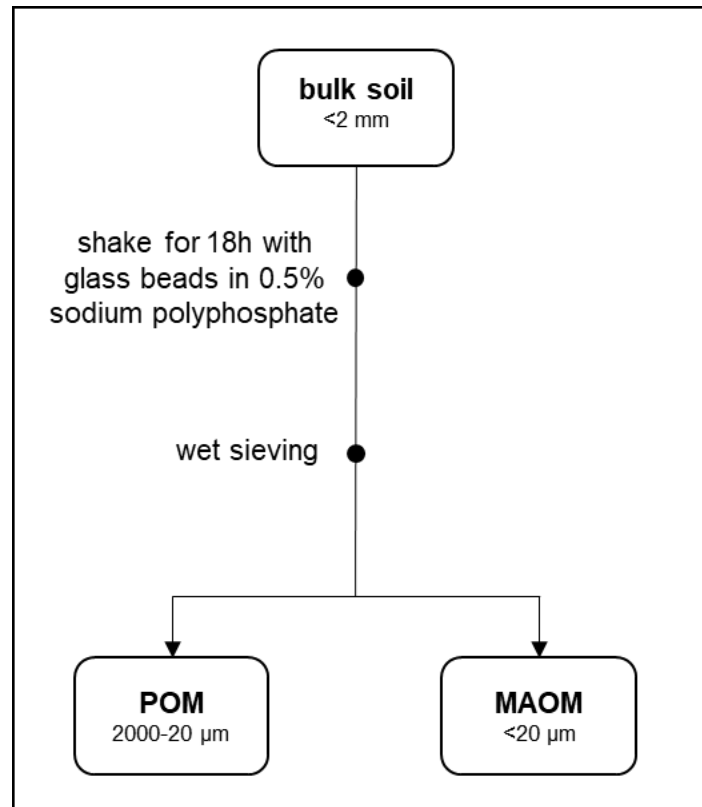 bulk soil
<2 mm
shake for 18h with
glass beads in 0.5%
sodium polyphosphate
wet sieving
POM
2000-20 µm
MAOM
<20 µm